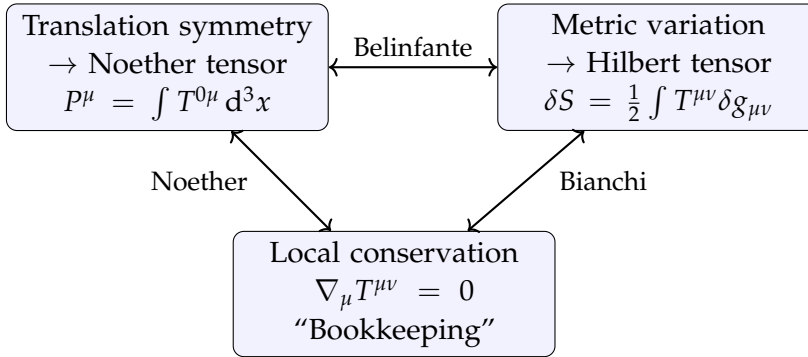 Translation symmetry
→ Noether tensor
P^μ = ∫ T^{0μ} d³x
Belinfante
Metric variation
→ Hilbert tensor
δS = ½ ∫ T^{μν} δg_{μν}
Noether
Bianchi
Local conservation
∇_μ T^{μν} = 0
“Bookkeeping”